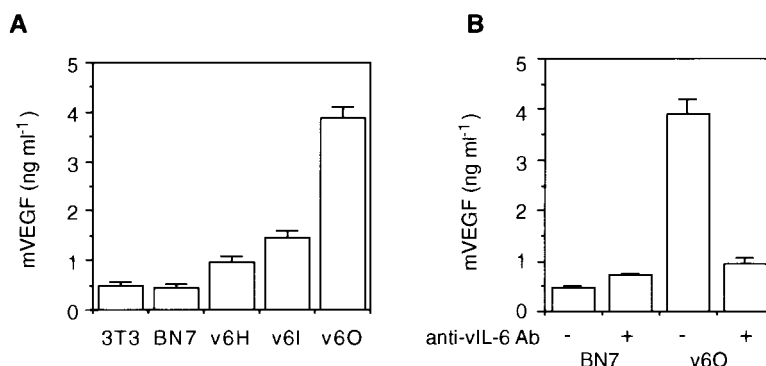 A
mVEGF (ng ml⁻¹)
5
4
3
2
1
0
3T3 BN7 v6H v6I v6O
B
mVEGF (ng ml⁻¹)
5
4
3
2
1
0
anti-vIL-6 Ab - + - +
BN7 v6O